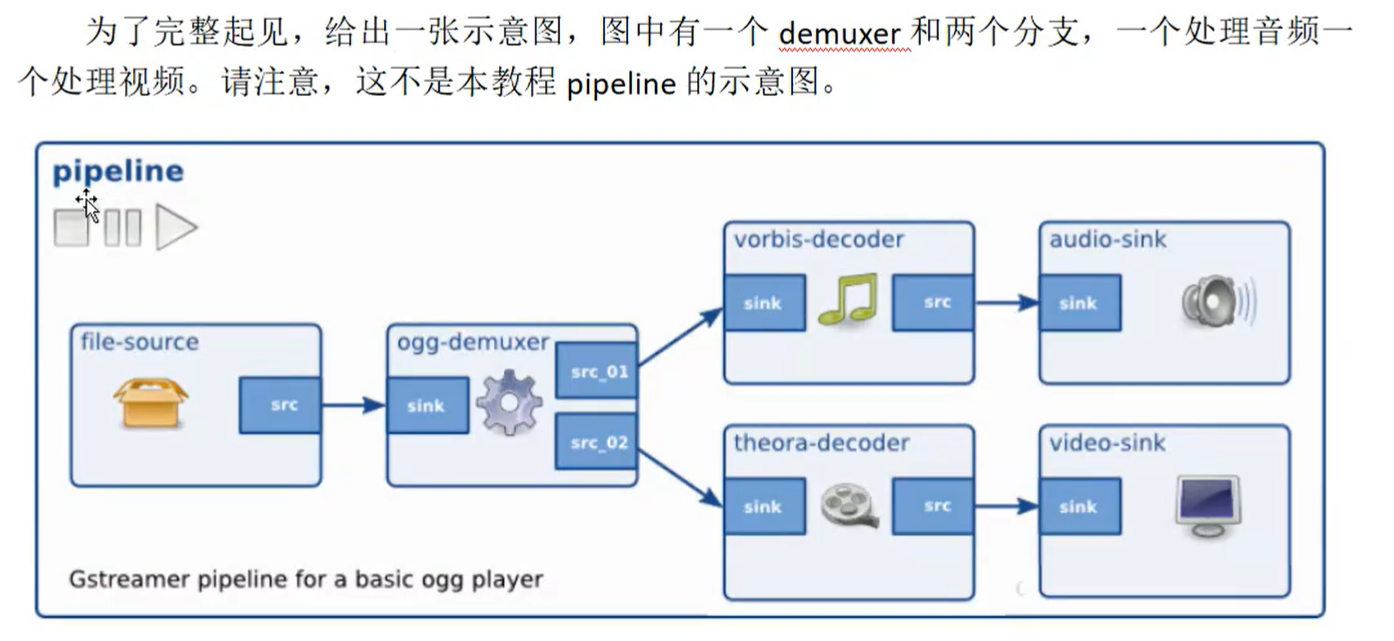 为了完整起见，给出一张示意图，图中有一个 demuxer 和两个分支，一个处理音频一
个处理视频。请注意，这不是本教程 pipeline 的示意图。
pipeline
file-source
src
ogg-demuxer
sink
src_01
src_02
vorbis-decoder
sink
src
audio-sink
sink
theora-decoder
sink
src
video-sink
sink
Gstreamer pipeline for a basic ogg player